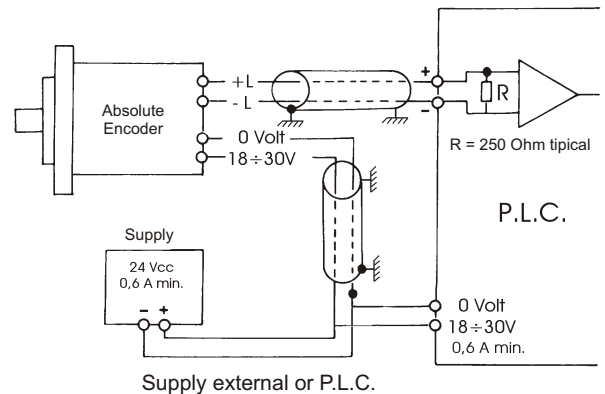 +L
+
- L
-
Absolute
Encoder
R
0 Volt
18÷30V
R = 250 Ohm tipical
P.L.C.
Supply
24 Vcc
0,6 A min.
- +
0 Volt
18÷30V
0,6 A min.
Supply external or P.L.C.